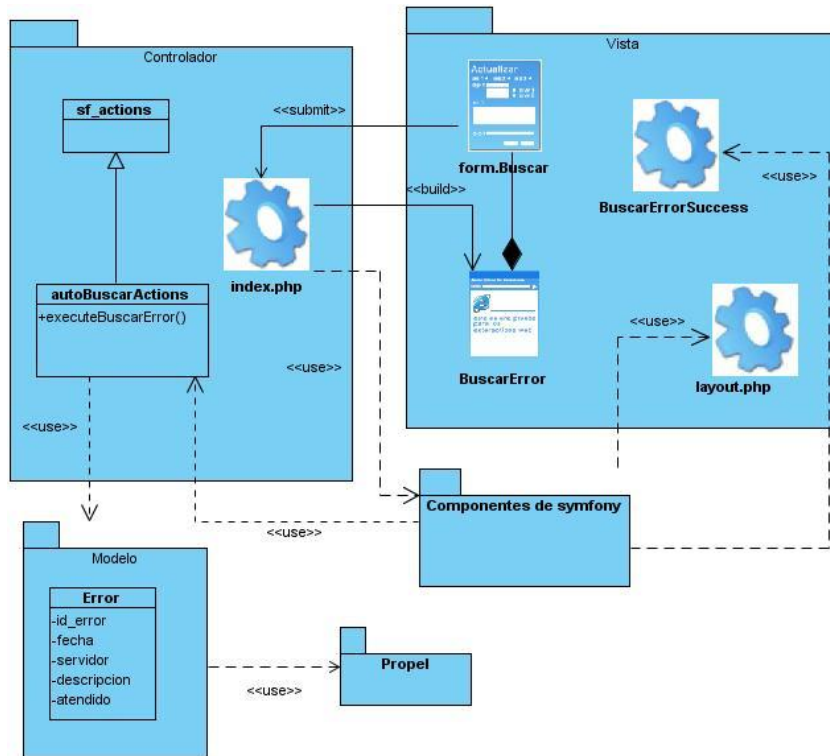 Controlador
sf_actions
autoBuscarActions
+executeBuscarError()
<<submit>>
index.php
<<build>>
<<use>>
<<use>>
Vista
Actualizar
form.Buscar
BuscarErrorSuccess
<<use>>
BuscarError
<<use>>
layout.php
Componentes de symfony
<<use>>
Modelo
Error
-id_error
-fecha
-servidor
-descripcion
-atendido
<<use>>
Propel